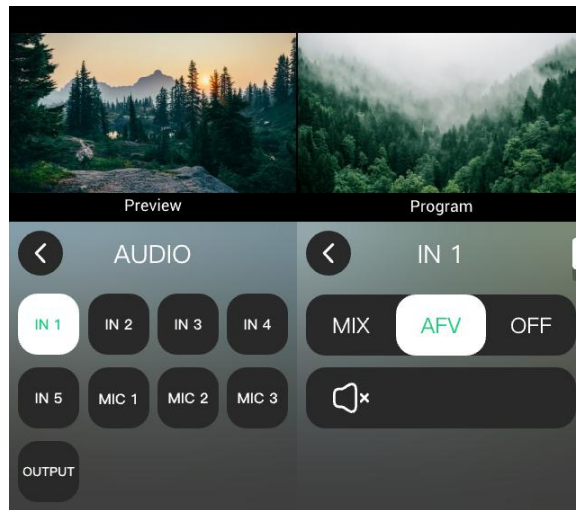 Preview
Program
AUDIO
IN 1
IN 1
IN 2
IN 3
IN 4
MIX
AFV
OFF
IN 5
MIC 1
MIC 2
MIC 3
OUTPUT